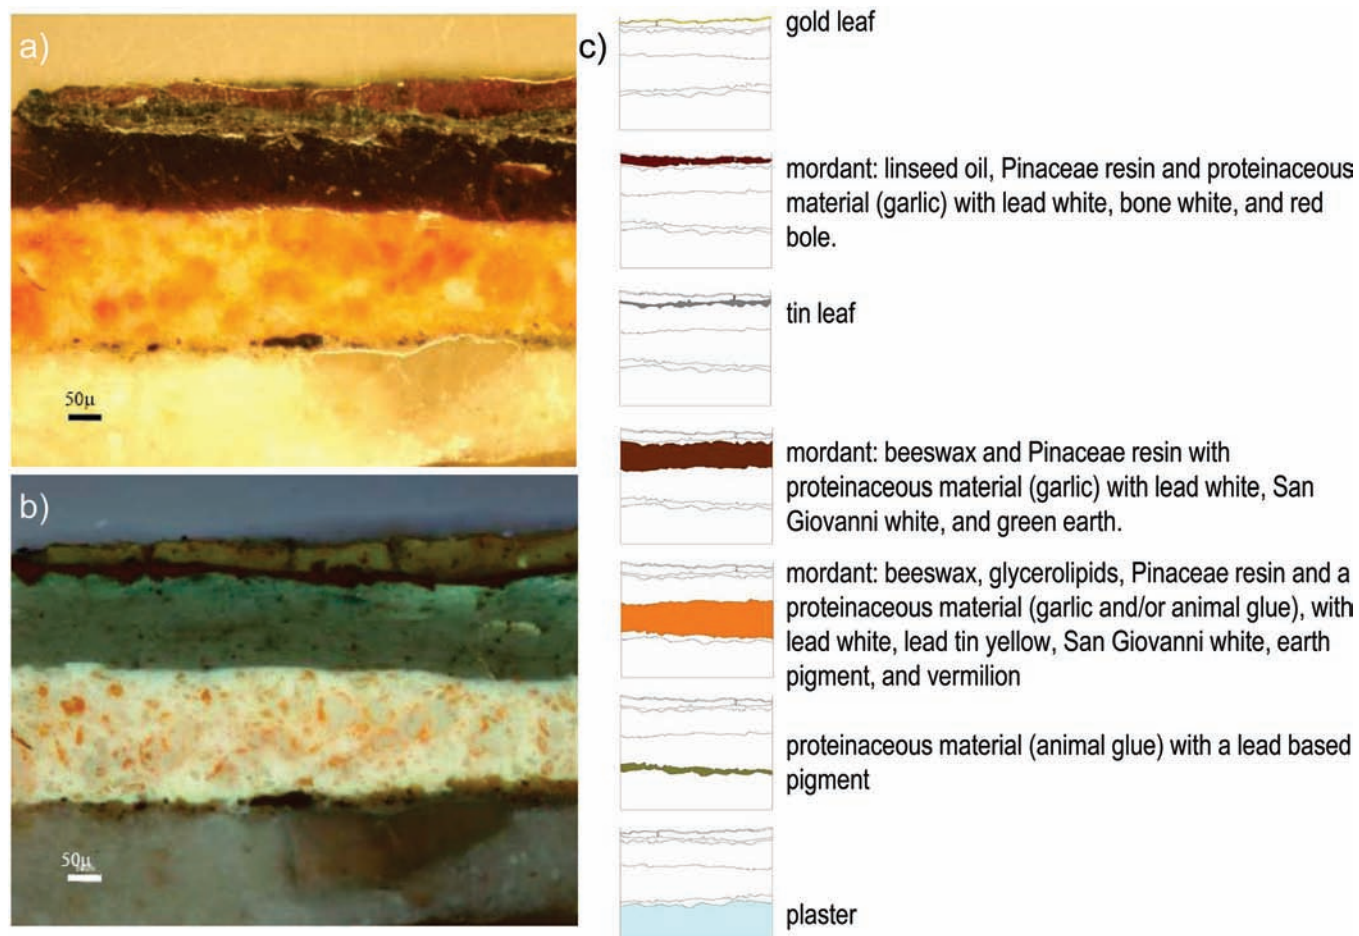 a)
50µ
b)
50µ
c)
gold leaf
mordant: linseed oil, Pinaceae resin and proteinaceous
material (garlic) with lead white, bone white, and red
bole.
tin leaf
mordant: beeswax and Pinaceae resin with
proteinaceous material (garlic) with lead white, San
Giovanni white, and green earth.
mordant: beeswax, glycerolipids, Pinaceae resin and a
proteinaceous material (garlic and/or animal glue), with
lead white, lead tin yellow, San Giovanni white, earth
pigment, and vermilion
proteinaceous material (animal glue) with a lead based
pigment
plaster